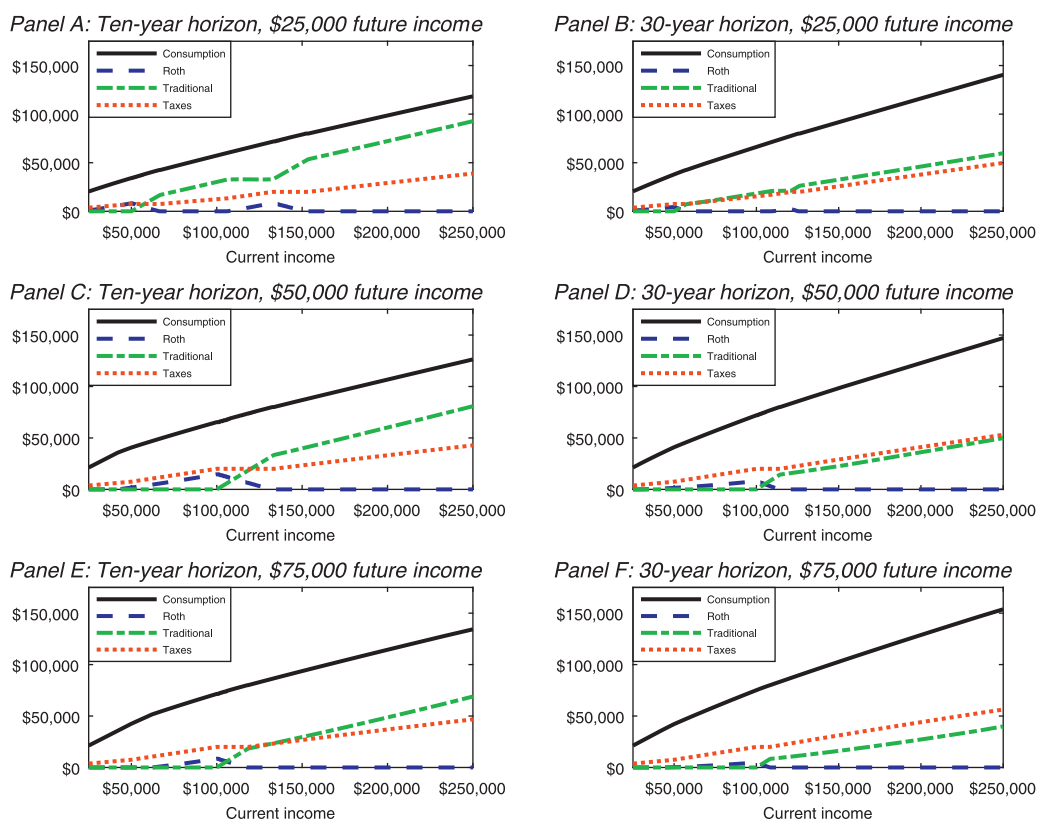 Panel A: Ten-year horizon, $25,000 future income
Consumption
Roth
Traditional
Taxes
$150,000
$100,000
$50,000
$0
$50,000 $100,000 $150,000 $200,000 $250,000
Current income
Panel B: 30-year horizon, $25,000 future income
Consumption
Roth
Traditional
Taxes
$150,000
$100,000
$50,000
$0
$50,000 $100,000 $150,000 $200,000 $250,000
Current income
Panel C: Ten-year horizon, $50,000 future income
Consumption
Roth
Traditional
Taxes
$150,000
$100,000
$50,000
$0
$50,000 $100,000 $150,000 $200,000 $250,000
Current income
Panel D: 30-year horizon, $50,000 future income
Consumption
Roth
Traditional
Taxes
$150,000
$100,000
$50,000
$0
$50,000 $100,000 $150,000 $200,000 $250,000
Current income
Panel E: Ten-year horizon, $75,000 future income
Consumption
Roth
Traditional
Taxes
$150,000
$100,000
$50,000
$0
$50,000 $100,000 $150,000 $200,000 $250,000
Current income
Panel F: 30-year horizon, $75,000 future income
Consumption
Roth
Traditional
Taxes
$150,000
$100,000
$50,000
$0
$50,000 $100,000 $150,000 $200,000 $250,000
Current income